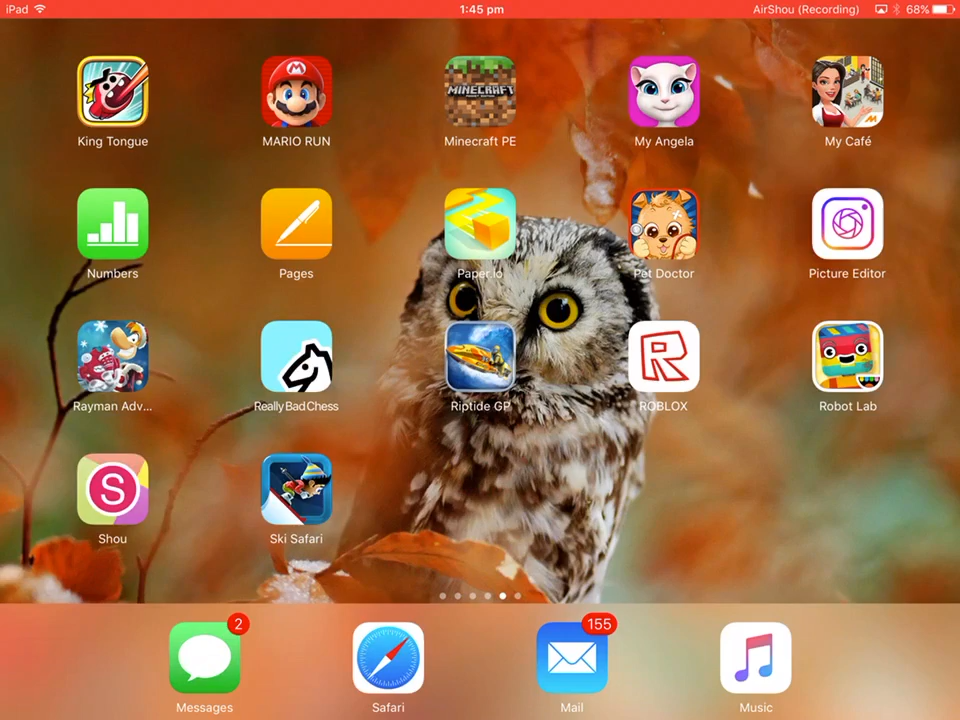 iPad 1:45 pm AirShou (Recording) 68%
M
MINECRAFT
POCKET EDITION
King Tongue MARIO RUN Minecraft PE My Angela My Café
Numbers Pages Paper.io Pet Doctor Picture Editor
R
Rayman Adv... ReallyBadChess Riptide GP ROBLOX Robot Lab
S
Shou Ski Safari
2 155
Messages Safari Mail Music